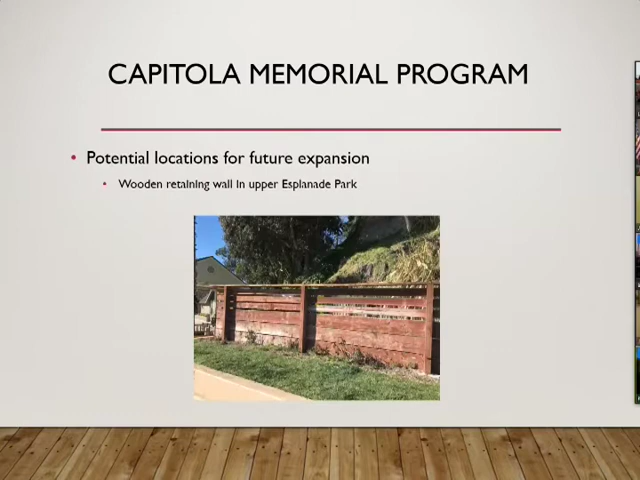 CAPITOLA MEMORIAL PROGRAM
• Potential locations for future expansion
• Wooden retaining wall in upper Esplanade Park